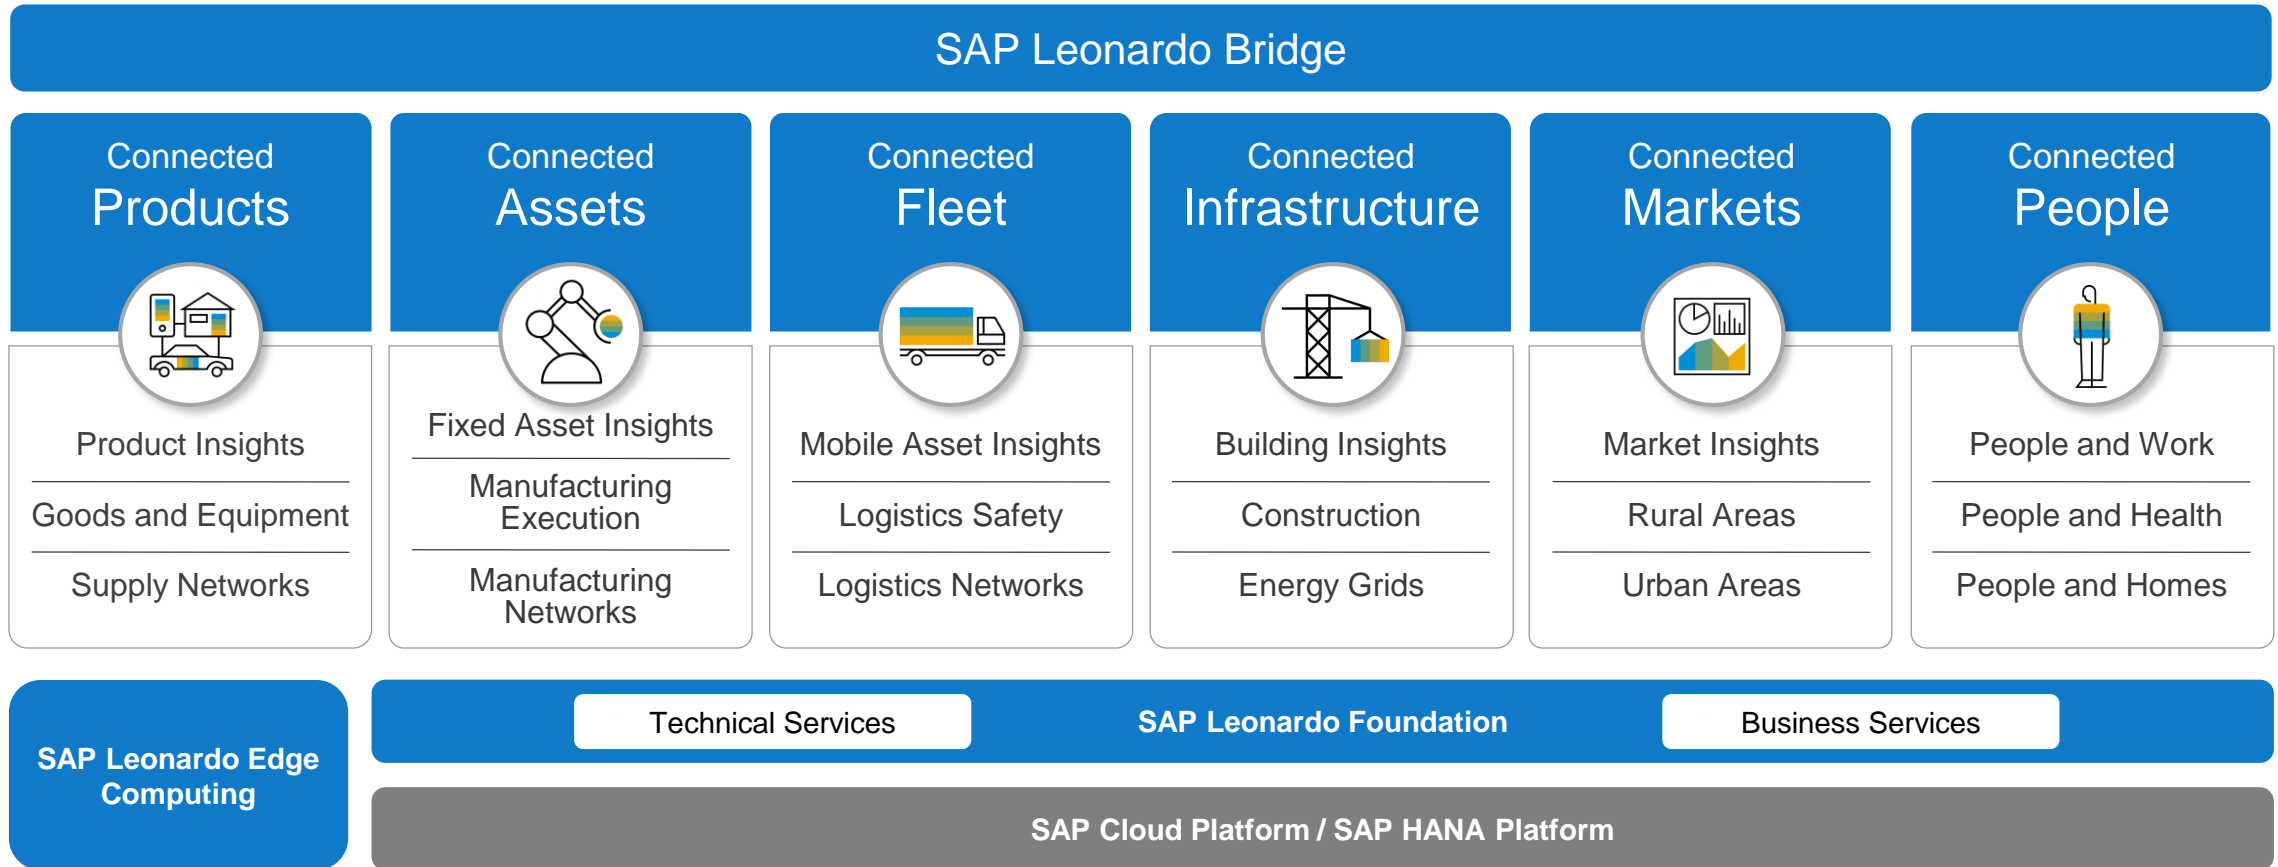 SAP Leonardo Bridge
Connected
Products
Product Insights
Goods and Equipment
Supply Networks
Connected
Assets
Fixed Asset Insights
Manufacturing
Execution
Manufacturing
Networks
Connected
Fleet
Mobile Asset Insights
Logistics Safety
Logistics Networks
Connected
Infrastructure
Building Insights
Construction
Energy Grids
Connected
Markets
Market Insights
Rural Areas
Urban Areas
Connected
People
People and Work
People and Health
People and Homes
SAP Leonardo Edge
Computing
Technical Services
SAP Leonardo Foundation
Business Services
SAP Cloud Platform / SAP HANA Platform